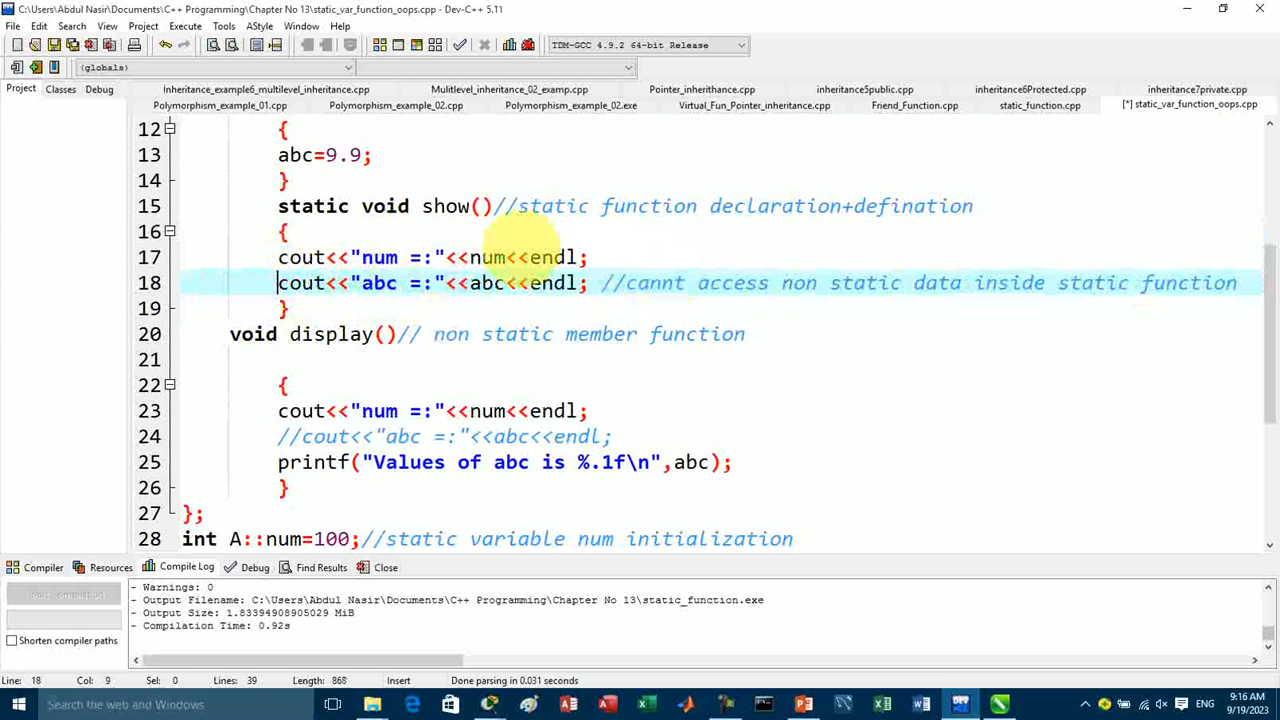 C:\Users\Abdul Nasir\Documents\C++ Programming\Chapter No 13\static_var_function_oops.cpp - Dev-C++ 5.11
File Edit Search View Project Execute Tools AStyle Window Help
TDM-GCC 4.9.2 64-bit Release
(globals)
Project Classes Debug
Inheritance_example6_multilevel_inheritance.cpp Mulitlevel_inheritance_02_examp.cpp Pointer_inherithance.cpp inheritance5public.cpp inheritance6Protected.cpp inheritance7private.cpp
Polymorphism_example_01.cpp Polymorphism_example_02.cpp Polymorphism_example_02.exe Virtual_Fun_Pointer_inheritance.cpp Friend_Function.cpp static_function.cpp [*] static_var_function_oops.cpp
12 {
13 abc=9.9;
14 }
15 static void show()//static function declaration+defination
16 {
17 cout<<"num =:"<<num<<endl;
18 cout<<"abc =:"<<abc<<endl; //cannt access non static data inside static function
19 }
20 void display()// non static member function
21
22 {
23 cout<<"num =:"<<num<<endl;
24 //cout<<"abc =:"<<abc<<endl;
25 printf("Values of abc is %.1f\n",abc);
26 }
27 };
28 int A::num=100;//static variable num initialization
Compiler Resources Compile Log Debug Find Results Close
Shorten compiler paths
- Warnings: 0
- Output Filename: C:\Users\Abdul Nasir\Documents\C++ Programming\Chapter No 13\static_function.exe
- Output Size: 1.83394908905029 MiB
- Compilation Time: 0.92s
Line: 18 Col: 9 Sel: 0 Lines: 39 Length: 868 Insert Done parsing in 0.031 seconds
Search the web and Windows
ENG
9:16 AM
9/19/2023